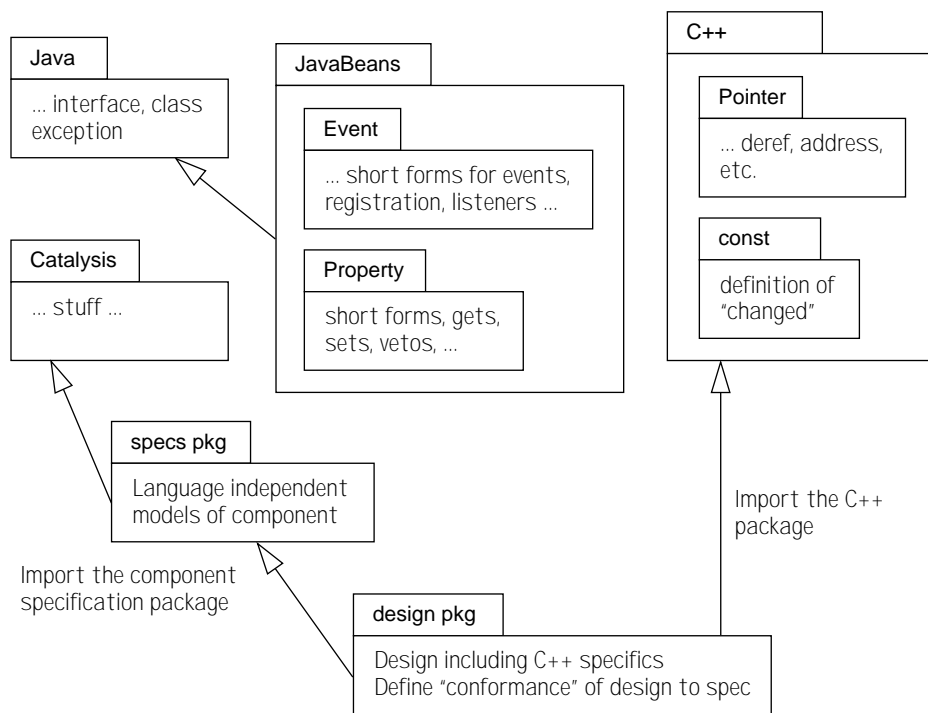 Java
... interface, class
exception
JavaBeans
Event
... short forms for events,
registration, listeners ...
Property
short forms, gets,
sets, vetos, ...
C++
Pointer
... deref, address,
etc.
const
definition of
“changed”
Catalysis
... stuff ...
specs pkg
Language independent
models of component
Import the C++
package
Import the component
specification package
design pkg
Design including C++ specifics
Define “conformance” of design to spec